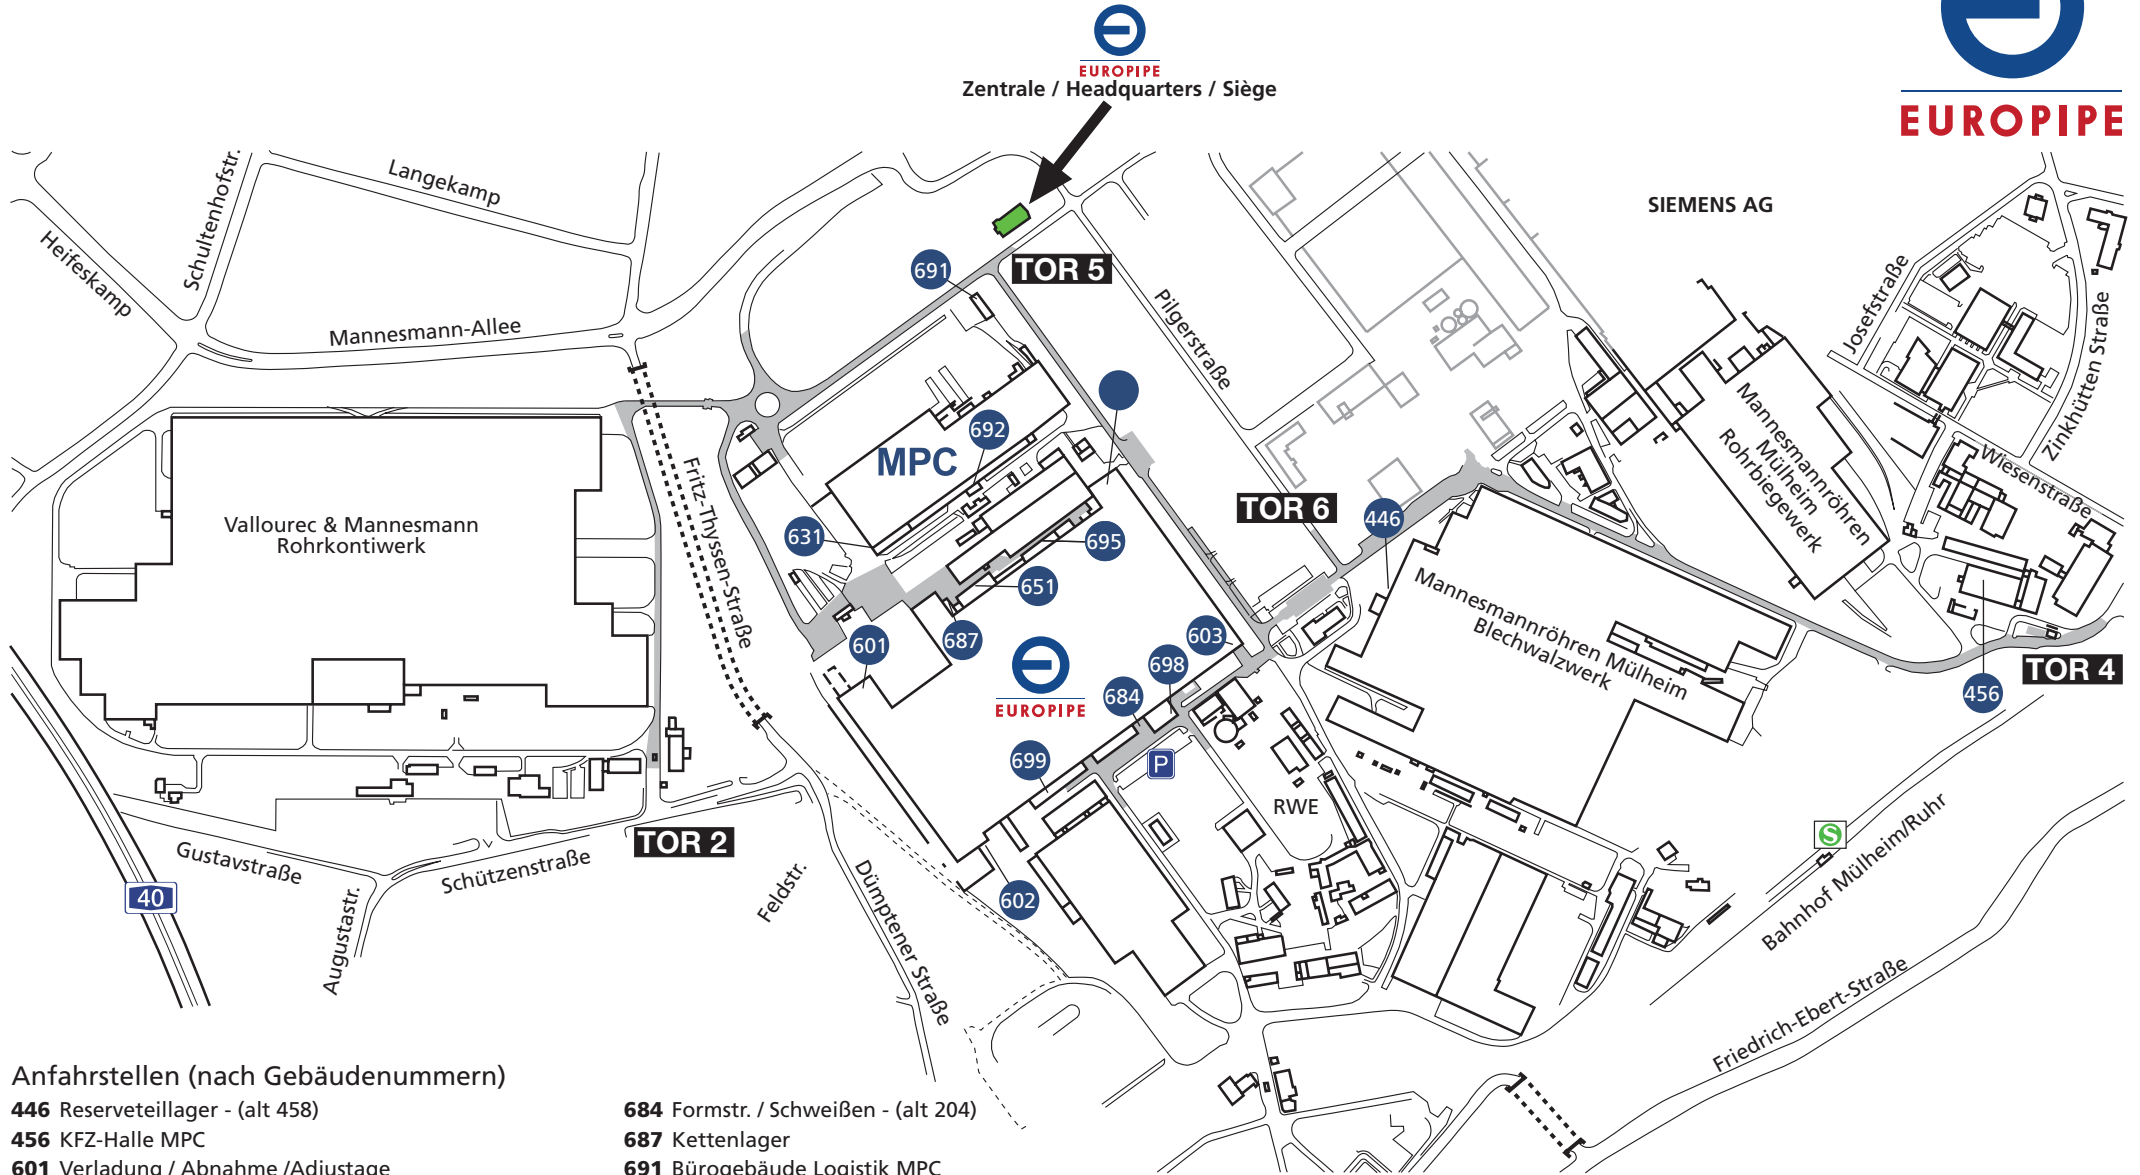 EUROPIPE
Zentrale / Headquarters / Siège
EUROPIPE
Schultenhofstr.
Langekamp
Heifeskamp
Mannesmann-Allee
SIEMENS AG
691
TOR 5
Pilgerstraße
Josefstraße
Zinkhütten Straße
Wiesenstraße
Mannesmannröhren
Mülheim
Rohrbiegewerk
692
MPC
Fritz-Thyssen-Straße
Vallourec & Mannesmann
Rohrkontiwerk
631
695
651
687
601
TOR 6
446
603
698
684
EUROPIPE
Mannesmannröhren Mülheim
Blechwalzwerk
456
TOR 4
699
P
RWE
TOR 2
602
S
Bahnhof Mülheim/Ruhr
Friedrich-Ebert-Straße
40
Gustavstraße
Augustastr.
Schützenstraße
Feldstr.
Dümptener Straße
Anfahrstellen (nach Gebäudenummern)
446 Reserveteillager - (alt 458)
456 KFZ-Halle MPC
601 Verladung / Abnahme /Adjustage
684 Formstr. / Schweißen - (alt 204)
687 Kettenlager
691 Bürogebäude Logistik MPC